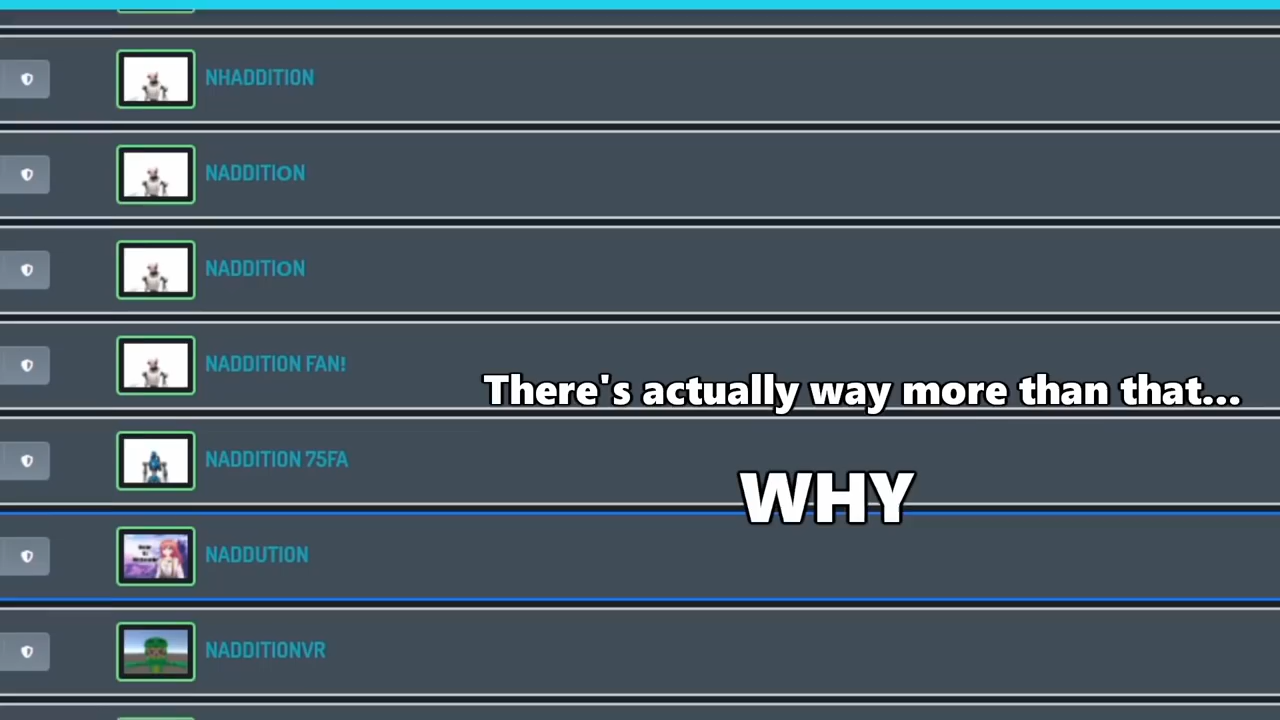 NHADDITION
NADDITION
NADDITION
NADDITION FAN!
There's actually way more than that...
NADDITION 75FA
WHY
NADDUTION
NADDITIONVR